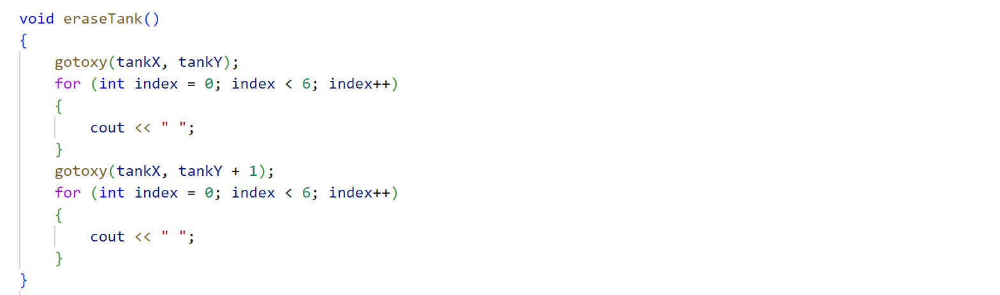 void eraseTank()
{
    gotoxy(tankX, tankY);
    for (int index = 0; index < 6; index++)
    {
        cout << " ";
    }
    gotoxy(tankX, tankY + 1);
    for (int index = 0; index < 6; index++)
    {
        cout << " ";
    }
}